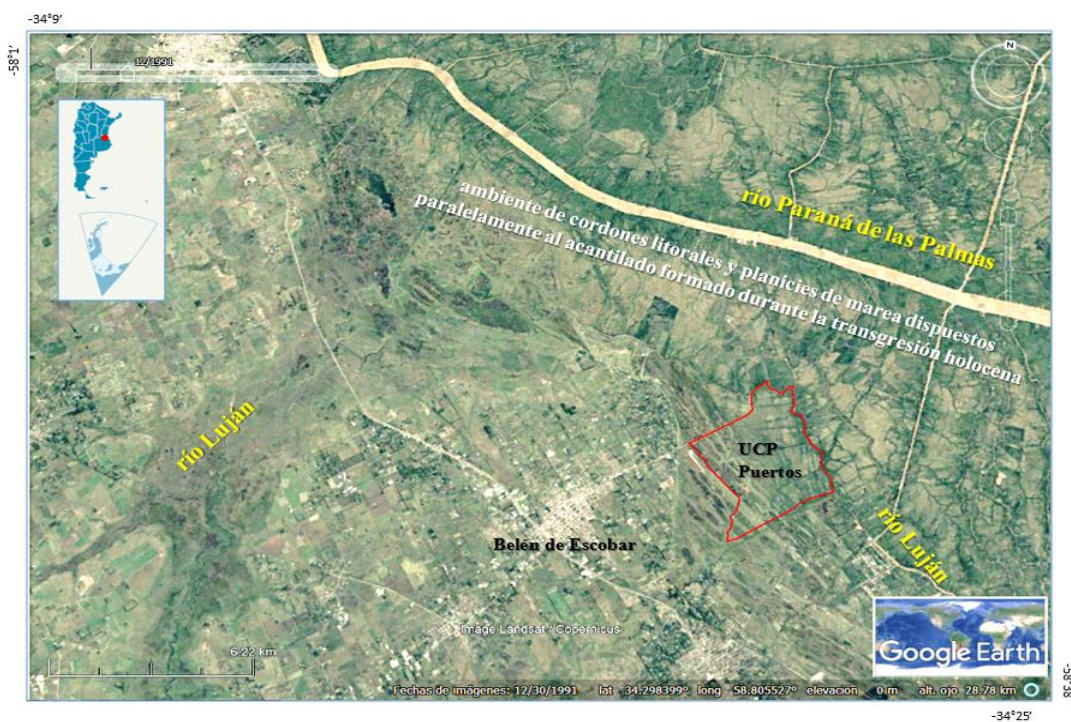 -34°9'
-58°1'
12/1991
N
ambiente de cordones litorales y planicies de marea dispuestos
paralelamente al acantilado formado durante la transgresión holocena
río Paraná de las Palmas
río Luján
UCP
Puertos
río Luján
Belén de Escobar
Image Landsat / Copernicus
6.22 km
Google Earth
Fechas de imágenes: 12/30/1991 lat -34.298399° long -58.805527° elevación 0 m alt. ojo 28.78 km
-58°38'
-34°25'